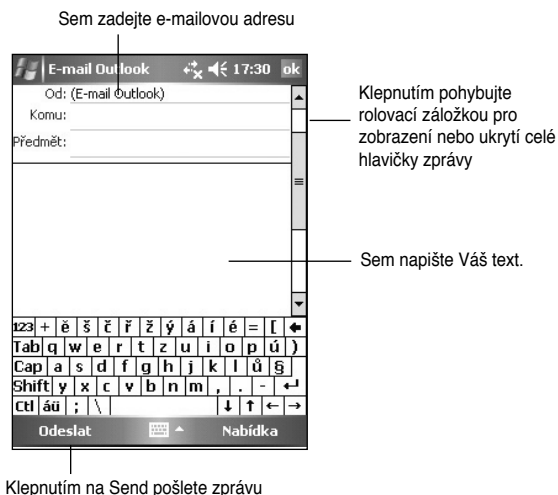 Sem zadejte e-mailovou adresu
E-mail Outlook 17:30 ok
Od: (E-mail Outlook)
Komu:
Předmět:
Klepnutím pohybujte
rolovací záložkou pro
zobrazení nebo ukrytí celé
hlavičky zprávy
Sem napište Váš text.
123 + ě š č ř ž ý á í é = [ 🡄
Tab q w e r t z u i o p ú )
Cap a s d f g h j k l ů §
Shift y x c v b n m , . - ↵
Ctl áü ; \ ↓ ↑ ← →
Odeslat Nabídka
Klepnutím na Send pošlete zprávu